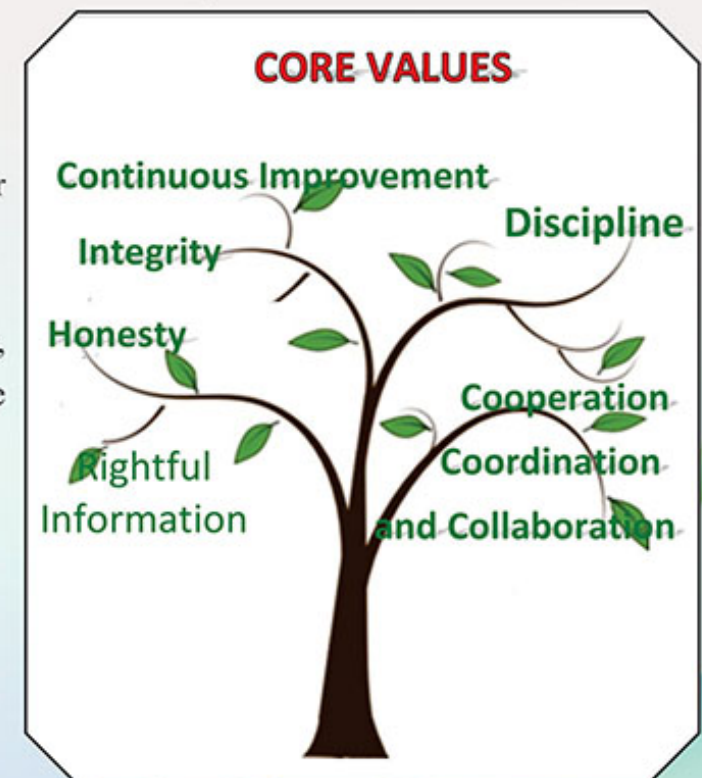 CORE VALUES
Continuous Improvement
Integrity
Discipline
Honesty
Cooperation
Rightful
Information
Coordination
and Collaboration